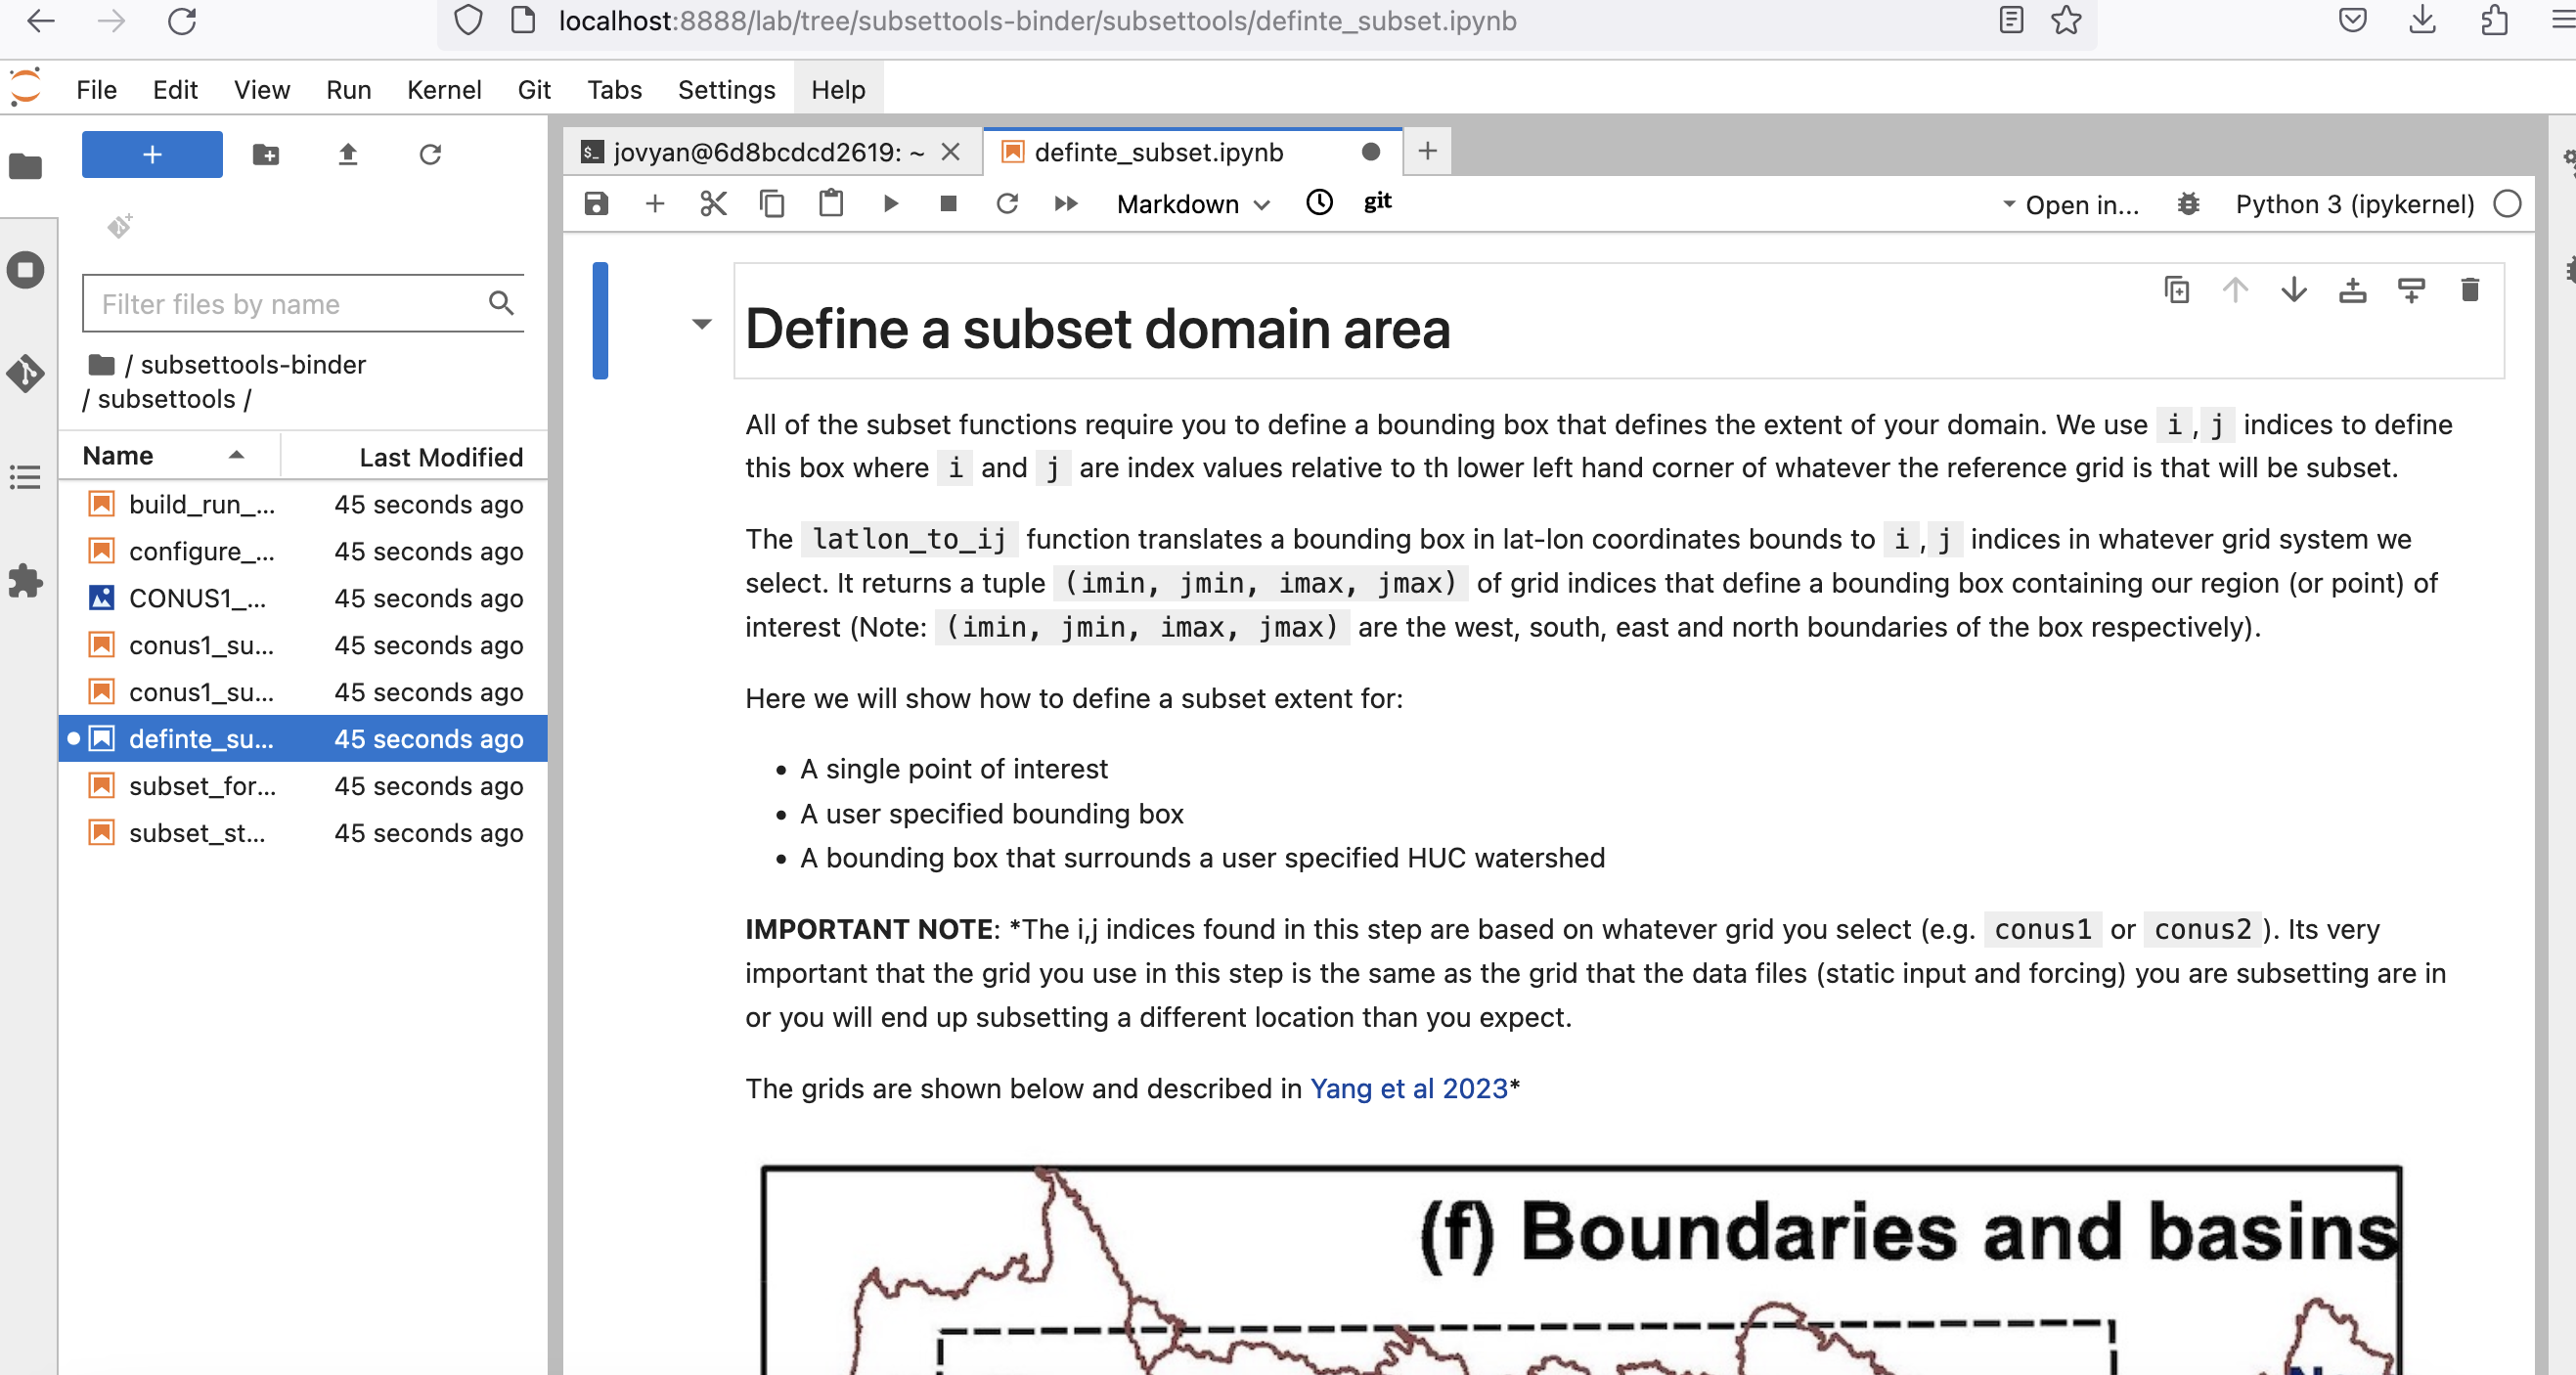 localhost:8888/lab/tree/subsettools-binder/subsettools/definte_subset.ipynb
File Edit View Run Kernel Git Tabs Settings Help
+
jovyan@6d8bcdcd2619: ~
definte_subset.ipynb
Markdown
git
Open in...
Python 3 (ipykernel)
Filter files by name
/ subsettools-binder
/ subsettools /
Name Last Modified
build_run_... 45 seconds ago
configure_... 45 seconds ago
CONUS1_... 45 seconds ago
conus1_su... 45 seconds ago
conus1_su... 45 seconds ago
definte_su... 45 seconds ago
subset_for... 45 seconds ago
subset_st... 45 seconds ago
Define a subset domain area
All of the subset functions require you to define a bounding box that defines the extent of your domain. We use i , j indices to define
this box where i and j are index values relative to th lower left hand corner of whatever the reference grid is that will be subset.
The latlon_to_ij function translates a bounding box in lat-lon coordinates bounds to i , j indices in whatever grid system we
select. It returns a tuple (imin, jmin, imax, jmax) of grid indices that define a bounding box containing our region (or point) of
interest (Note: (imin, jmin, imax, jmax) are the west, south, east and north boundaries of the box respectively).
Here we will show how to define a subset extent for:
• A single point of interest
• A user specified bounding box
• A bounding box that surrounds a user specified HUC watershed
IMPORTANT NOTE: *The i,j indices found in this step are based on whatever grid you select (e.g. conus1 or conus2 ). Its very
important that the grid you use in this step is the same as the grid that the data files (static input and forcing) you are subsetting are in
or you will end up subsetting a different location than you expect.
The grids are shown below and described in Yang et al 2023*
(f) Boundaries and basins